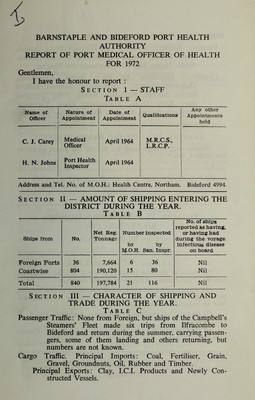 I
BARNSTAPLE AND BIDEFORD PORT HEALTH
AUTHORITY
REPORT OF PORT MEDICAL OFFICER OF HEALTH
FOR 1972
Gentlemen,
I have the honour to report :
SECTION 1 — STAFF
TABLE A
Name of Officer | Nature of Appointment | Date of Appointment | Qualifications | Any other Appointments held
C. J. Carey | Medical Officer | April 1964 | M.R.C.S., L.R.C.P.
H. N. Johns | Port Health Inspector | April 1964
Address and Tel. No. of M.O.H.: Health Centre, Northam. Bideford 4994.
SECTION II — AMOUNT OF SHIPPING ENTERING THE
DISTRICT DURING THE YEAR.
TABLE B
Ships from | No. | Net Reg. Tonnage | Number inspected by M.O.H. | by San. Inspr. | No. of ships reported as having, or having had during the voyage infectious disease on board
Foreign Ports | 36 | 7,664 | 6 | 36 | Nil
Coastwise | 804 | 190,120 | 15 | 80 | Nil
Total | 840 | 197,784 | 21 | 116 | Nil
SECTION III — CHARACTER OF SHIPPING AND
TRADE DURING THE YEAR.
TABLE C
Passenger Traffic: None from Foreign, but ships of the Campbell's
Steamers' Fleet made six trips from Ilfracombe to
Bideford and return during the summer, carrying passen-
gers, some of them landing and others returning, but
numbers are not known.
Cargo Traffic. Principal Imports: Coal, Fertiliser, Grain,
Gravel, Groundnuts, Oil, Rubber and Timber.
Principal Exports: Clay, I.C.I. Products and Newly Con-
structed Vessels.